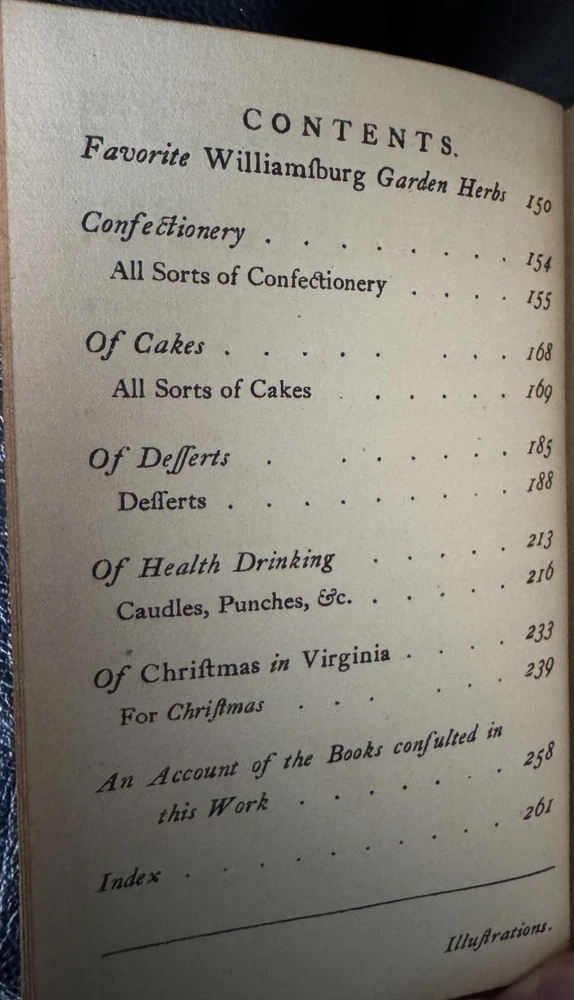 CONTENTS.
Favorite Williamſburg Garden Herbs 150
Confectionery . . . . . . . 154
All Sorts of Confectionery . . . . 155
Of Cakes . . . . . . . . 168
All Sorts of Cakes . . . . . 169
Of Deſſerts . . . . . . 185
Deſſerts . . . . . . . . 188
Of Health Drinking . . . . . 213
Caudles, Punches, &c. . . . . . 216
Of Chriſtmas in Virginia . . . . 233
For Chriſtmas . . . . . . 239
An Account of the Books conſulted in
this Work . . . . . . 258
Index . . . . . . . . . 261
Illuſtrations.